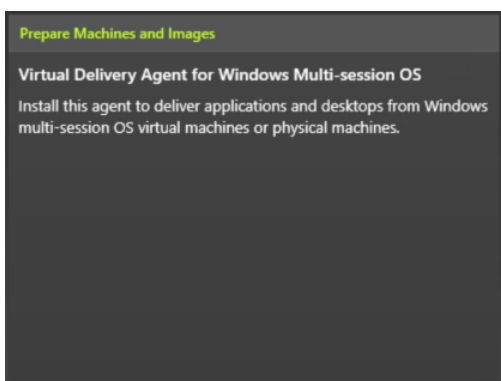 Prepare Machines and Images
Virtual Delivery Agent for Windows Multi-session OS
Install this agent to deliver applications and desktops from Windows
multi-session OS virtual machines or physical machines.